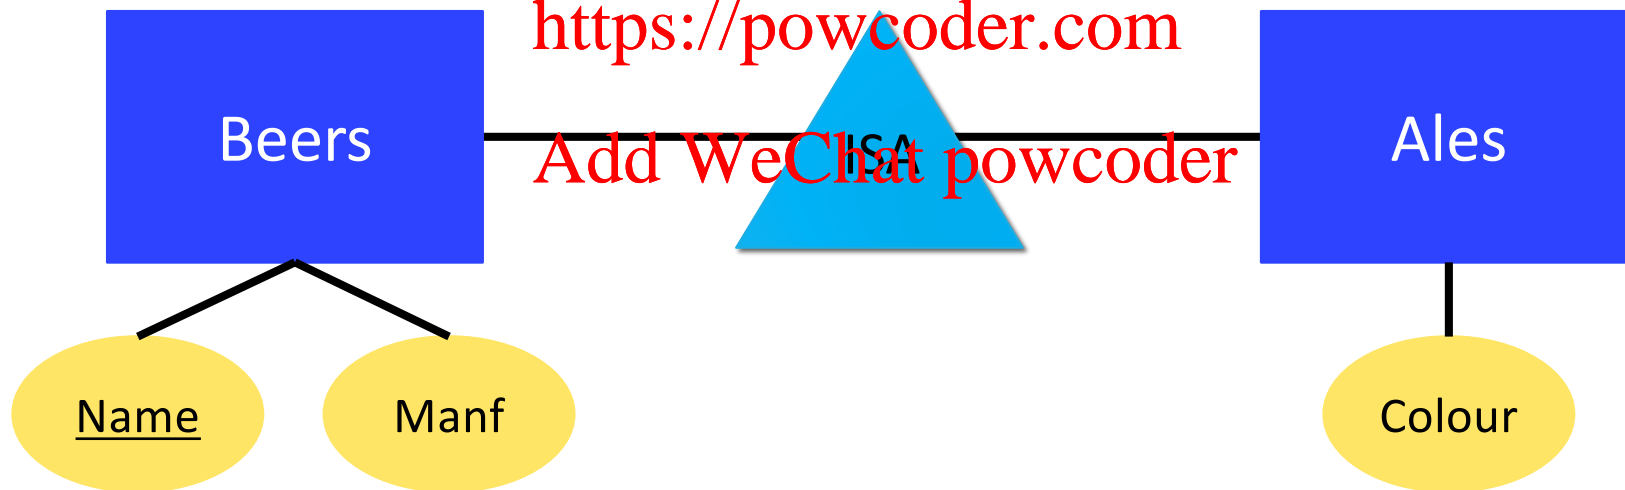 https://powcoder.com
Beers
ISA
Ales
Add WeChat powcoder
Name
Manf
Colour